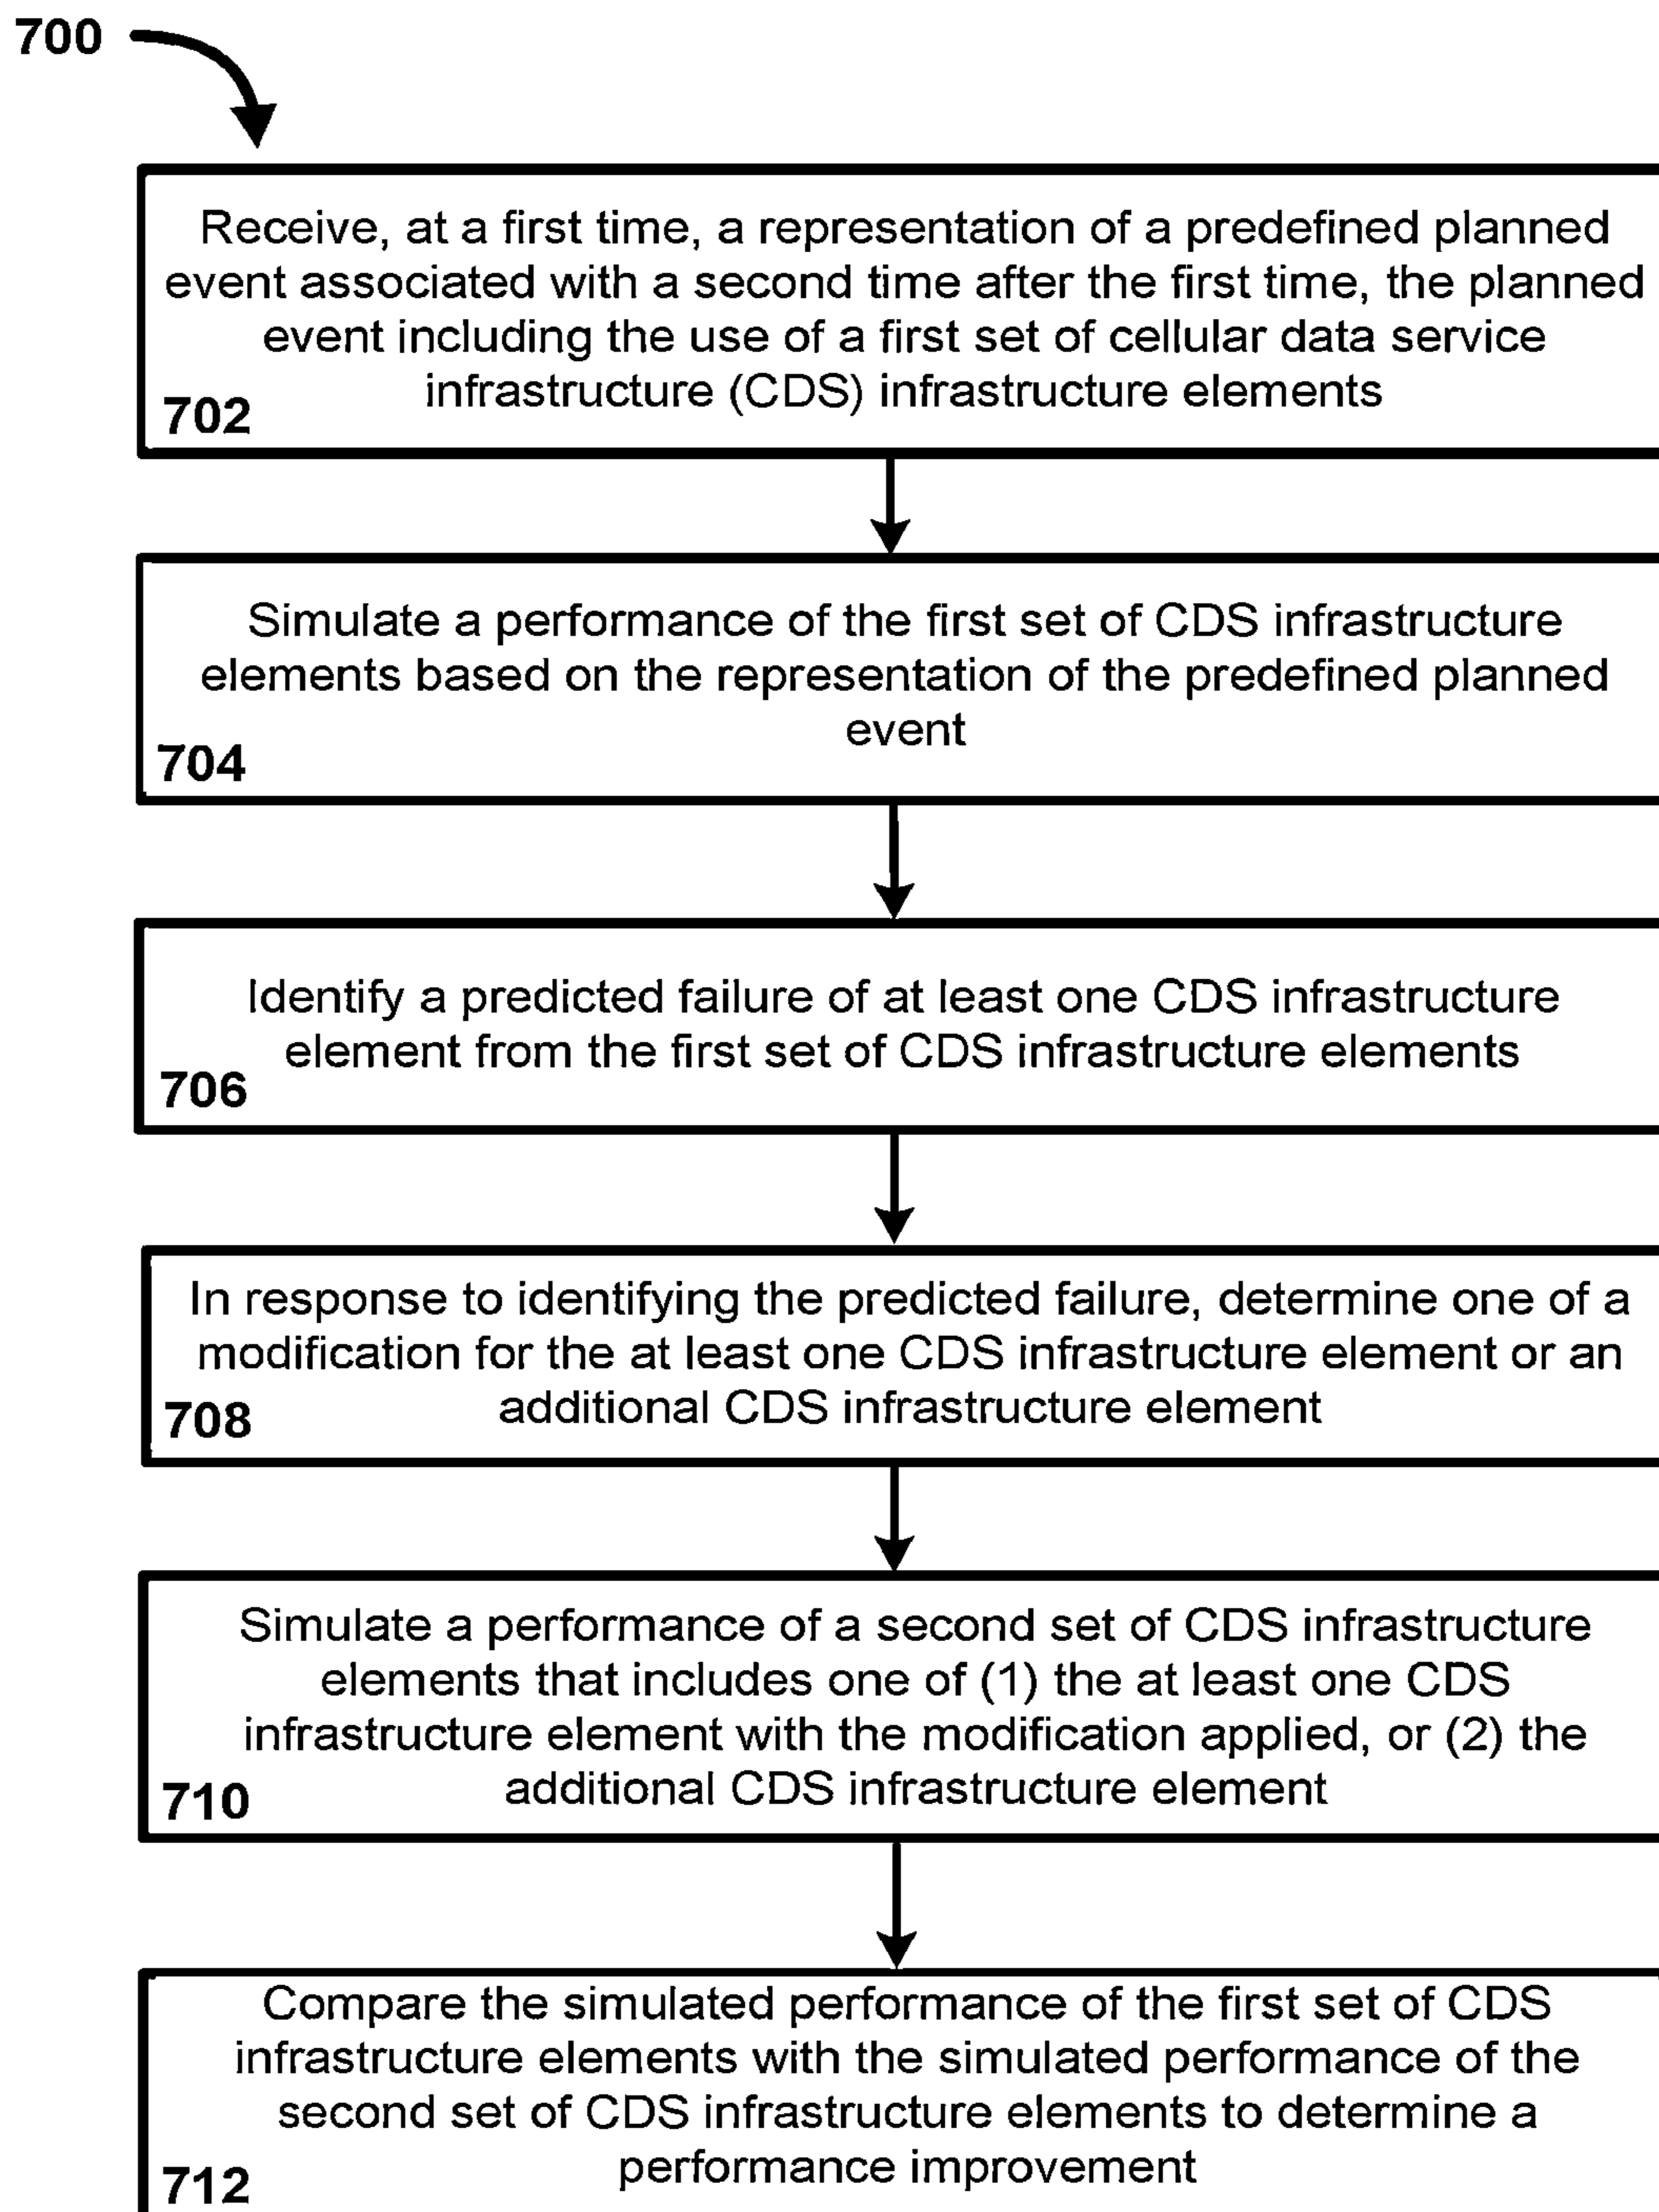 700
Receive, at a first time, a representation of a predefined planned
event associated with a second time after the first time, the planned
event including the use of a first set of cellular data service
infrastructure (CDS) infrastructure elements
702
Simulate a performance of the first set of CDS infrastructure
elements based on the representation of the predefined planned
event
704
Identify a predicted failure of at least one CDS infrastructure
element from the first set of CDS infrastructure elements
706
In response to identifying the predicted failure, determine one of a
modification for the at least one CDS infrastructure element or an
additional CDS infrastructure element
708
Simulate a performance of a second set of CDS infrastructure
elements that includes one of (1) the at least one CDS
infrastructure element with the modification applied, or (2) the
additional CDS infrastructure element
710
Compare the simulated performance of the first set of CDS
infrastructure elements with the simulated performance of the
second set of CDS infrastructure elements to determine a
performance improvement
712